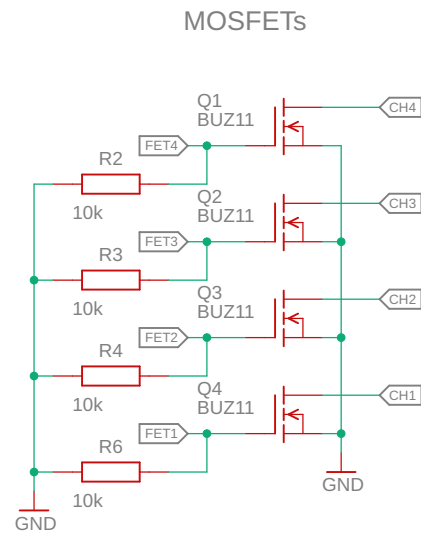 MOSFETs
Q1
BUZ11
CH4
FET4
R2
10k
Q2
BUZ11
CH3
FET3
R3
10k
Q3
BUZ11
CH2
FET2
R4
10k
Q4
BUZ11
CH1
FET1
R6
10k
GND
GND